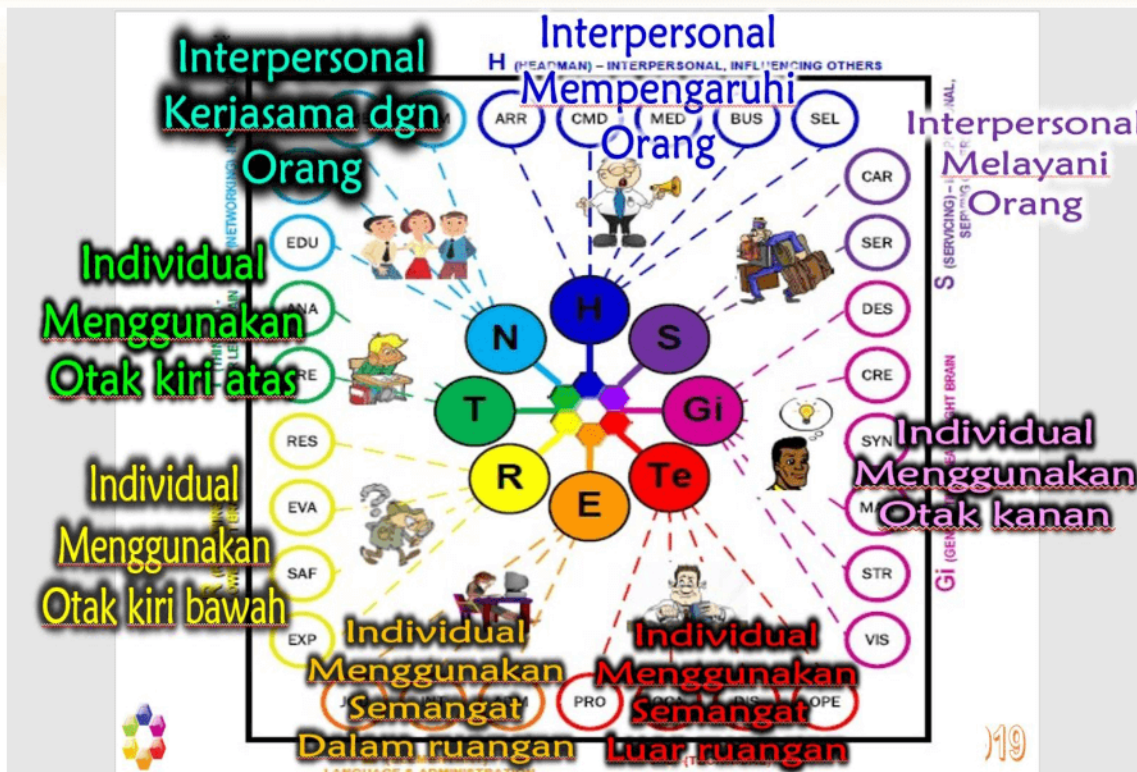 Interpersonal
Kerjasama dgn
Orang
Interpersonal
Mempengaruhi
Orang
H (HEADMAN) – INTERPERSONAL, INFLUENCING OTHERS
Interpersonal
Melayani
Orang
ARR CMD MED BUS SEL
CAR
SER
DES
CRE
SYN
STR
VIS
EDU
RES
EVA
SAF
EXP
PRO
OPE
Individual
Menggunakan
Otak kiri atas
Individual
Menggunakan
Otak kiri bawah
Individual
Menggunakan
Otak kanan
Individual
Menggunakan
Semangat
Dalam ruangan
Individual
Menggunakan
Semangat
Luar ruangan
H
N
S
T
Gi
R
Te
E
S (SERVICING) –